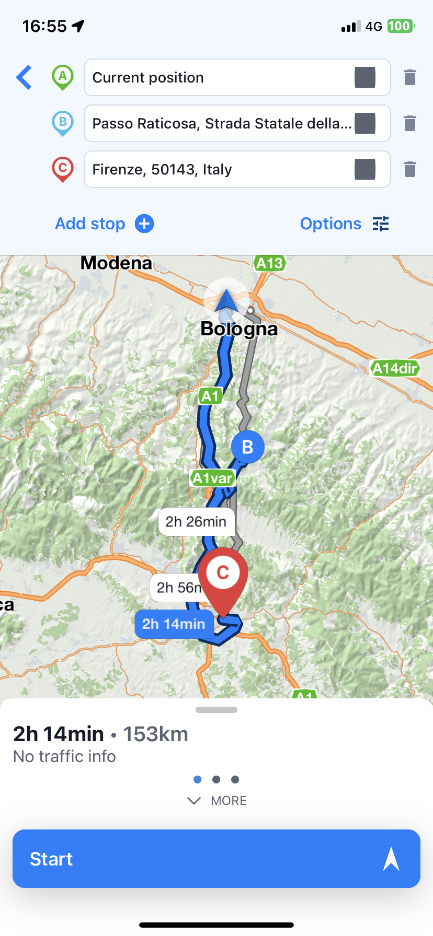 16:55
4G
100
A
Current position
B
Passo Raticosa, Strada Statale della...
C
Firenze, 50143, Italy
Add stop
Options
Modena
A13
Bologna
A14dir
A1
B
A1var
2h 26min
C
2h 56m
ca
2h 14min
A1
2h 14min • 153km
No traffic info
MORE
Start